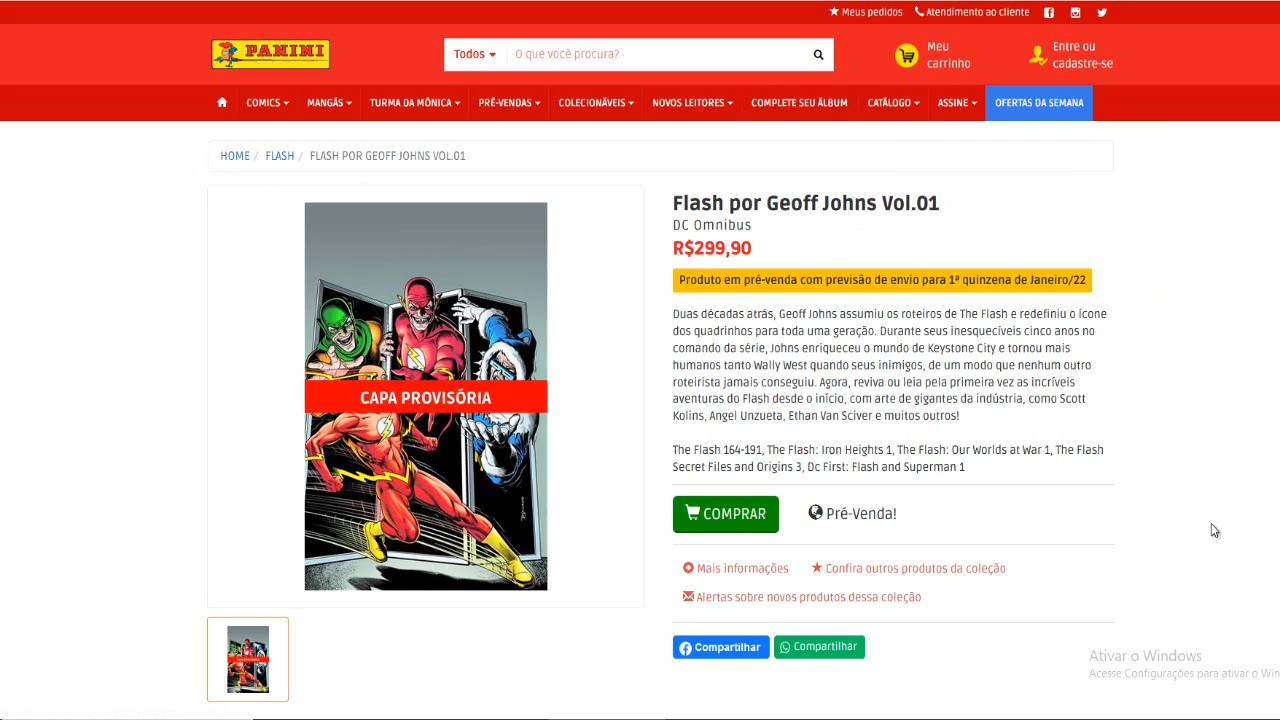 Meus pedidos
Atendimento ao cliente
PANINI
Todos
O que você procura?
Meu
carrinho
Entre ou
cadastre-se
COMICS
MANGÁS
TURMA DA MÔNICA
PRÉ-VENDAS
COLECIONÁVEIS
NOVOS LEITORES
COMPLETE SEU ÁLBUM
CATÁLOGO
ASSINE
OFERTAS DA SEMANA
HOME / FLASH / FLASH POR GEOFF JOHNS VOL.01
CAPA PROVISÓRIA
Flash por Geoff Johns Vol.01
DC Omnibus
R$299,90
Produto em pré-venda com previsão de envio para 1ª quinzena de Janeiro/22
Duas décadas atrás, Geoff Johns assumiu os roteiros de The Flash e redefiniu o ícone
dos quadrinhos para toda uma geração. Durante seus inesquecíveis cinco anos no
comando da série, Johns enriqueceu o mundo de Keystone City e tornou mais
humanos tanto Wally West quando seus inimigos, de um modo que nenhum outro
roteirista jamais conseguiu. Agora, reviva ou leia pela primeira vez as incríveis
aventuras do Flash desde o início, com arte de gigantes da indústria, como Scott
Kolins, Angel Unzueta, Ethan Van Sciver e muitos outros!
The Flash 164-191, The Flash: Iron Heights 1, The Flash: Our Worlds at War 1, The Flash
Secret Files and Origins 3, Dc First: Flash and Superman 1
COMPRAR
Pré-Venda!
Mais informações
Confira outros produtos da coleção
Alertas sobre novos produtos dessa coleção
Compartilhar
Compartilhar
Ativar o Windows
Acesse Configurações para ativar o Win